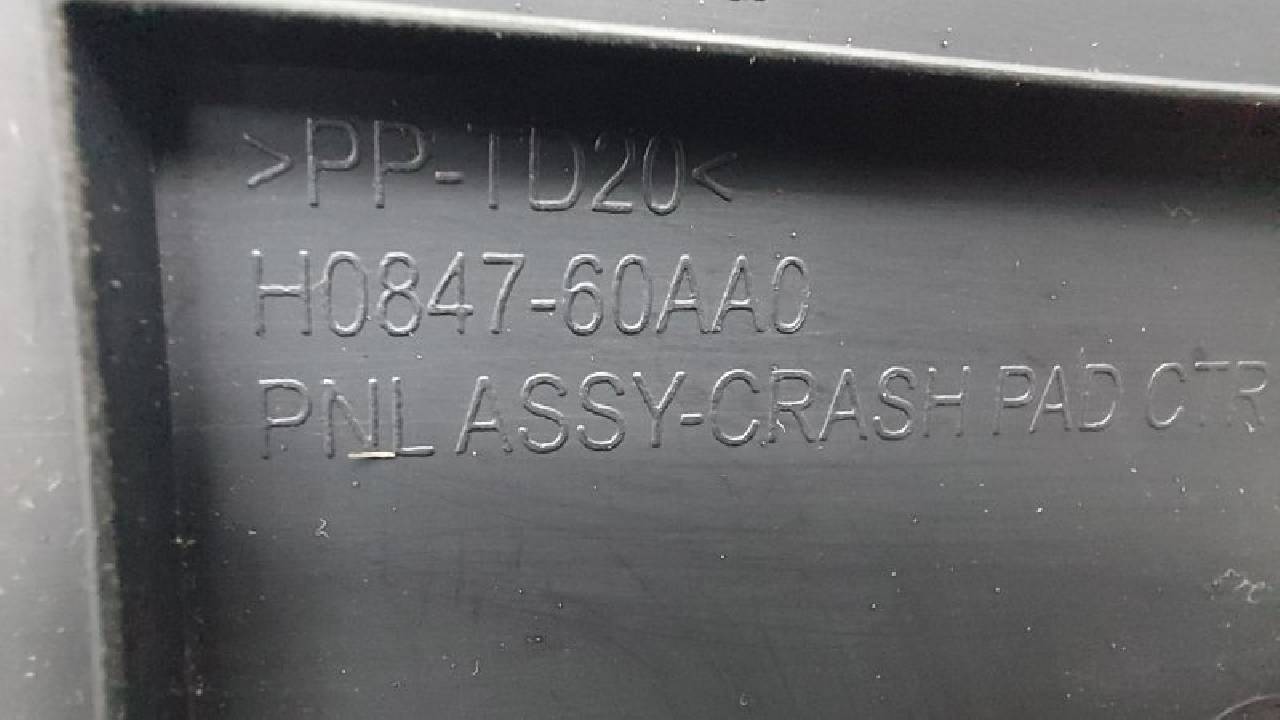 >PP-TD20<
H0847-60AA0
PNL ASSY-CRASH PAD CTR